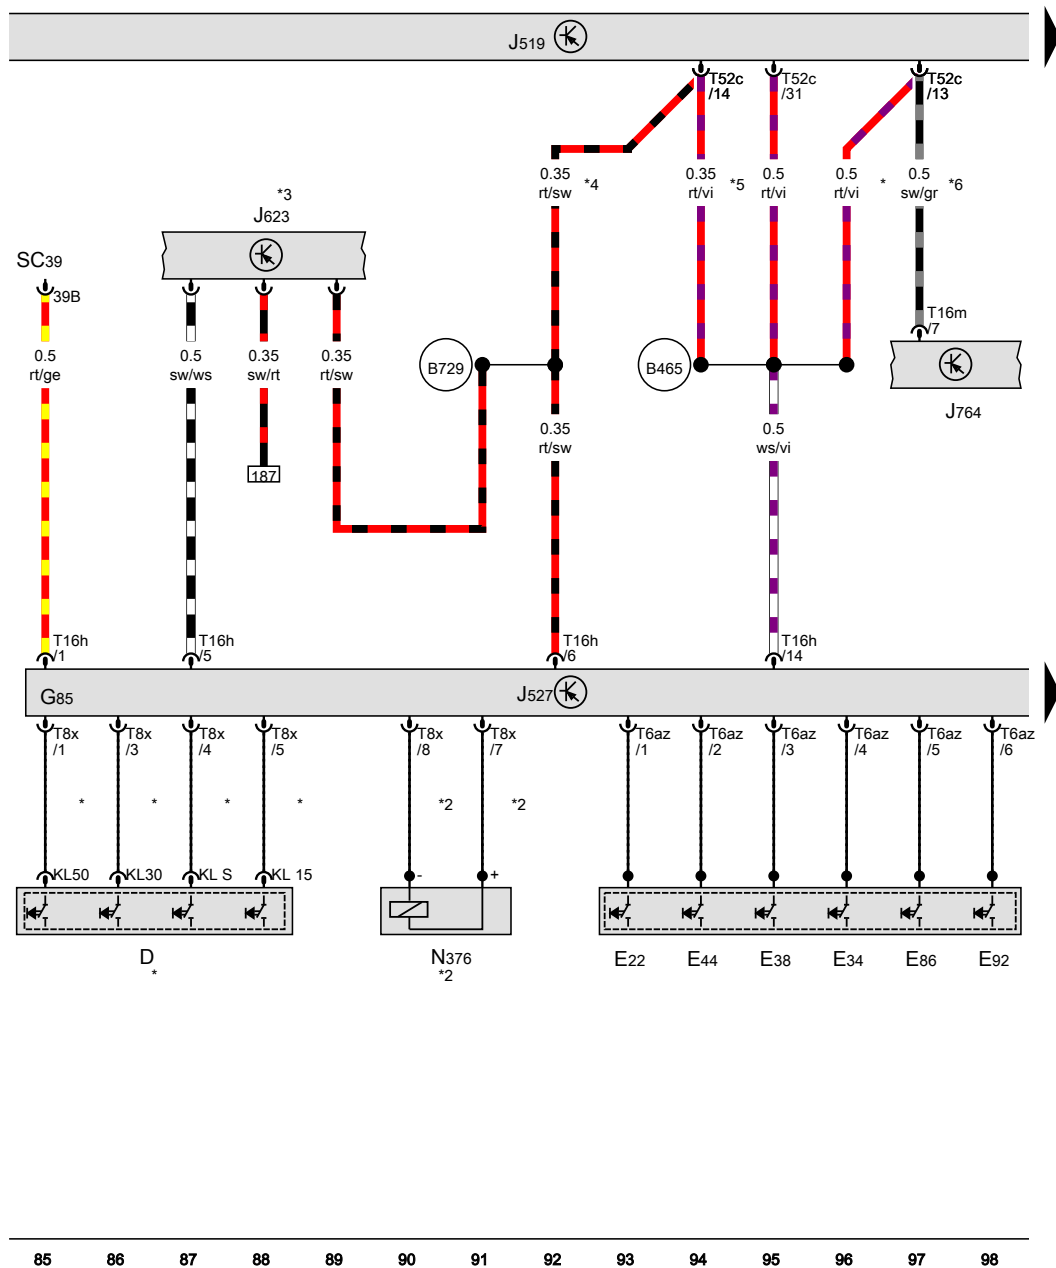 J519
T52c
/14
T52c
/31
T52c
/13
0.35
rt/sw
*4
0.35
rt/vi
*5
0.5
rt/vi
0.5
rt/vi
*
0.5
sw/gr
*6
*3
J623
SC39
39B
T16m
/7
0.5
rt/ge
0.5
sw/ws
0.35
sw/rt
0.35
rt/sw
B729
B465
J764
0.35
rt/sw
0.5
ws/vi
187
T16h
/1
T16h
/5
T16h
/6
T16h
/14
G85
J527
T8x
/1
T8x
/3
T8x
/4
T8x
/5
T8x
/8
T8x
/7
T6az
/1
T6az
/2
T6az
/3
T6az
/4
T6az
/5
T6az
/6
*
*
*
*
*2
*2
KL50
KL30
KL S
KL 15
-
+
D
*
N376
*2
E22
E44
E38
E34
E86
E92
85 86 87 88 89 90 91 92 93 94 95 96 97 98